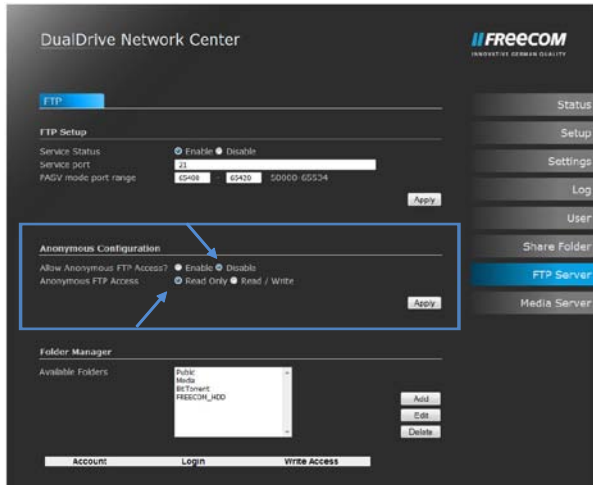 DualDrive Network Center
FREECOM
INNOVATIVE GERMAN QUALITY
FTP
Status
Setup
Settings
Log
User
Share Folder
FTP Server
Media Server
FTP Setup
Service Status Enable Disable
Service port 21
PASV mode port range 65400 - 65420 50000-65534
Apply
Anonymous Configuration
Allow Anonymous FTP Access? Enable Disable
Anonymous FTP Access Read Only Read / Write
Apply
Folder Manager
Available Folders
Public
Media
BitTorrent
FREECOM_HDD
Add
Edit
Delete
Account Login Write Access